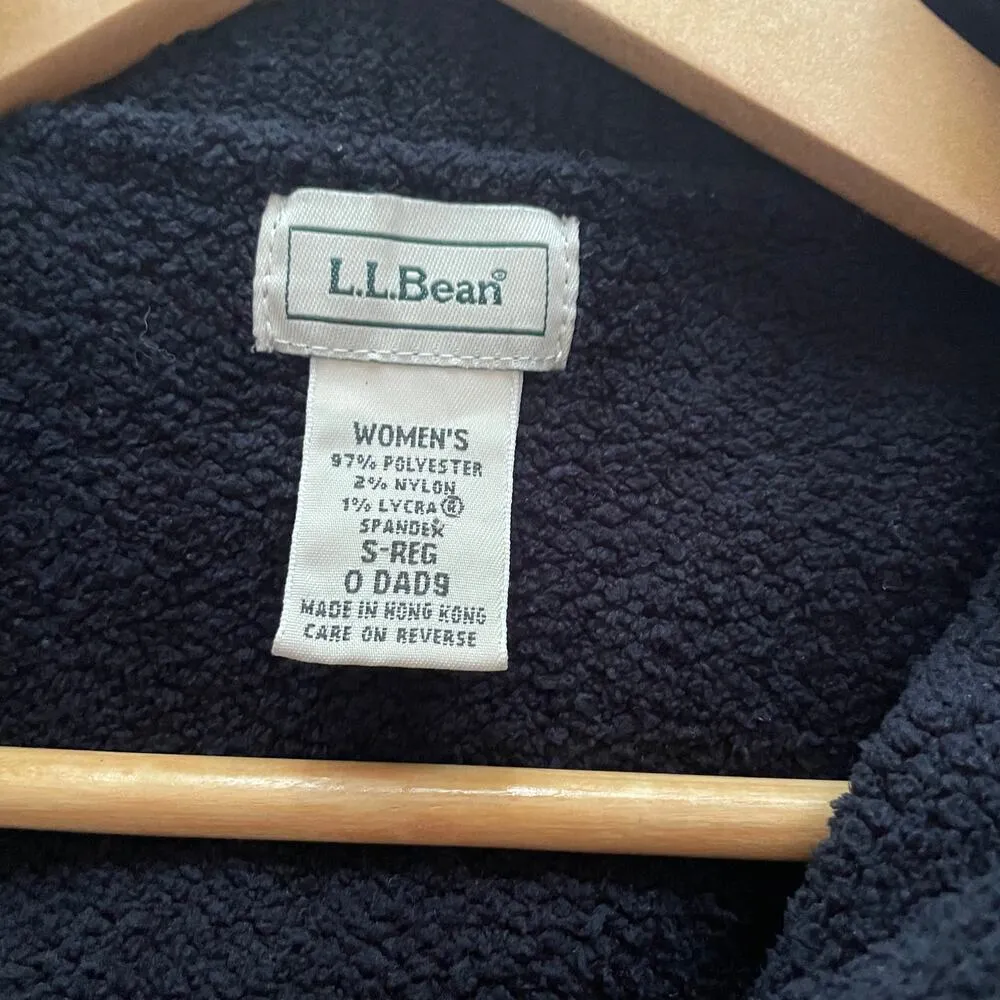 L.L.Bean®
WOMEN'S
97% POLYESTER
2% NYLON
1% LYCRA®
SPANDEX
S-REG
0 DAD9
MADE IN HONG KONG
CARE ON REVERSE